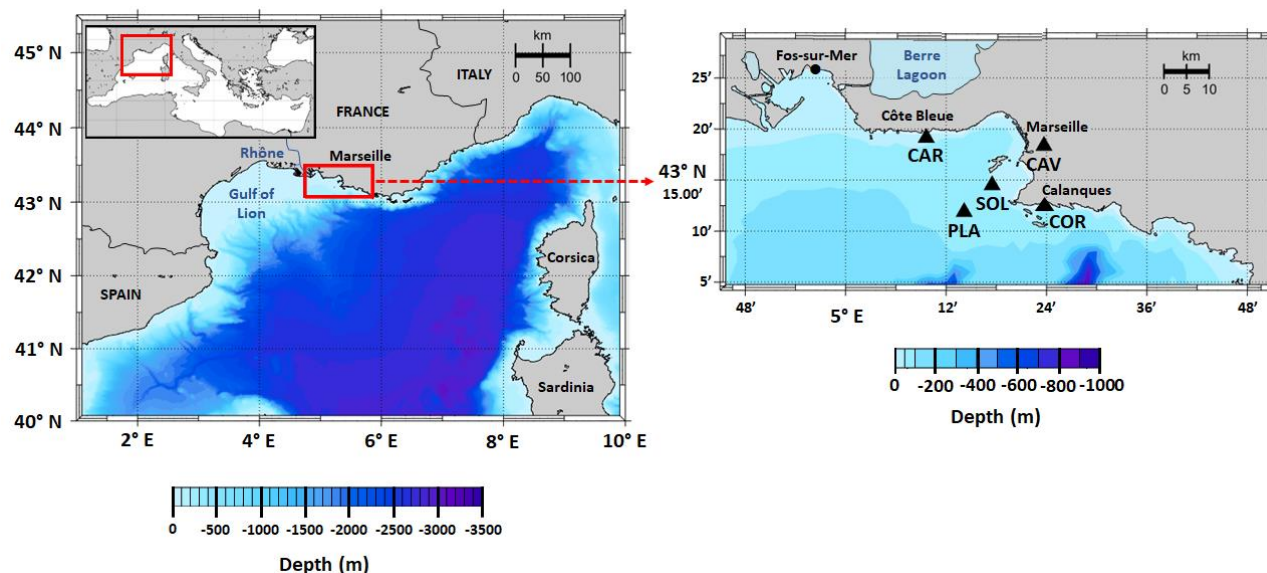 45° N
44° N
43° N
42° N
41° N
40° N
2° E
4° E
6° E
8° E
10° E
km
0 50 100
ITALY
FRANCE
Rhône
Marseille
Gulf of
Lion
Corsica
SPAIN
Sardinia
0 -500 -1000 -1500 -2000 -2500 -3000 -3500
Depth (m)
25'
20'
43° N
15.00'
10'
5'
48'
5° E
12'
24'
36'
48'
Fos-sur-Mer
Berre
Lagoon
km
0 5 10
Côte Bleue
Marseille
CAR
CAV
Calanques
SOL
PLA
COR
0 -200 -400 -600 -800 -1000
Depth (m)